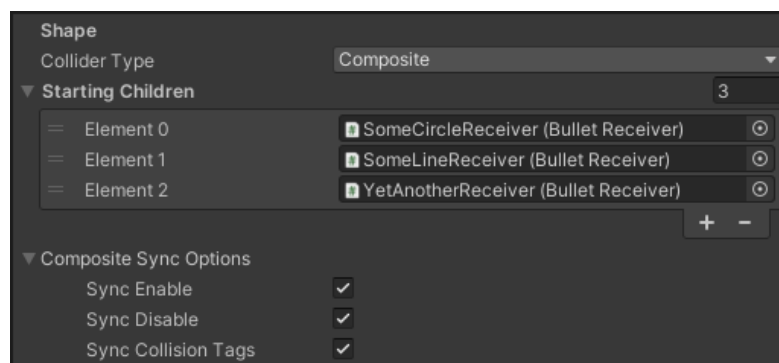 Shape
Collider Type Composite
Starting Children 3
Element 0 SomeCircleReceiver (Bullet Receiver)
Element 1 SomeLineReceiver (Bullet Receiver)
Element 2 YetAnotherReceiver (Bullet Receiver)
+ −
Composite Sync Options
Sync Enable
Sync Disable
Sync Collision Tags